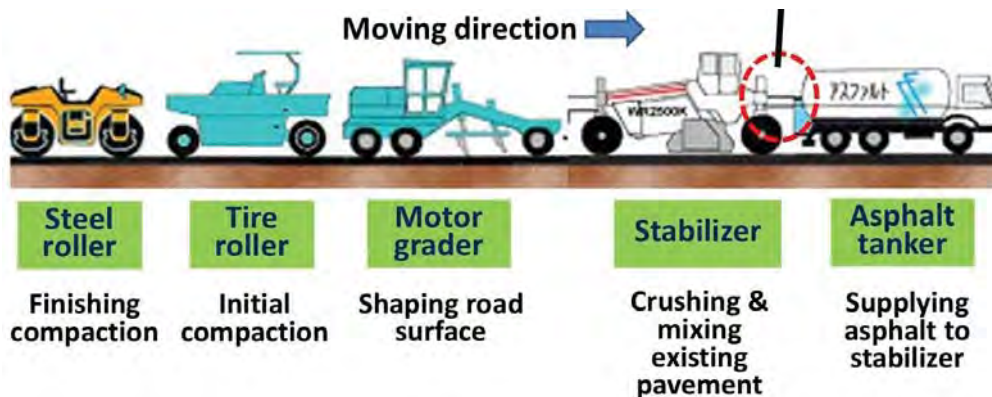 Moving direction
WR2500K
アスファルト
Steel
roller
Tire
roller
Motor
grader
Stabilizer
Asphalt
tanker
Finishing
compaction
Initial
compaction
Shaping road
surface
Crushing &
mixing
existing
pavement
Supplying
asphalt to
stabilizer